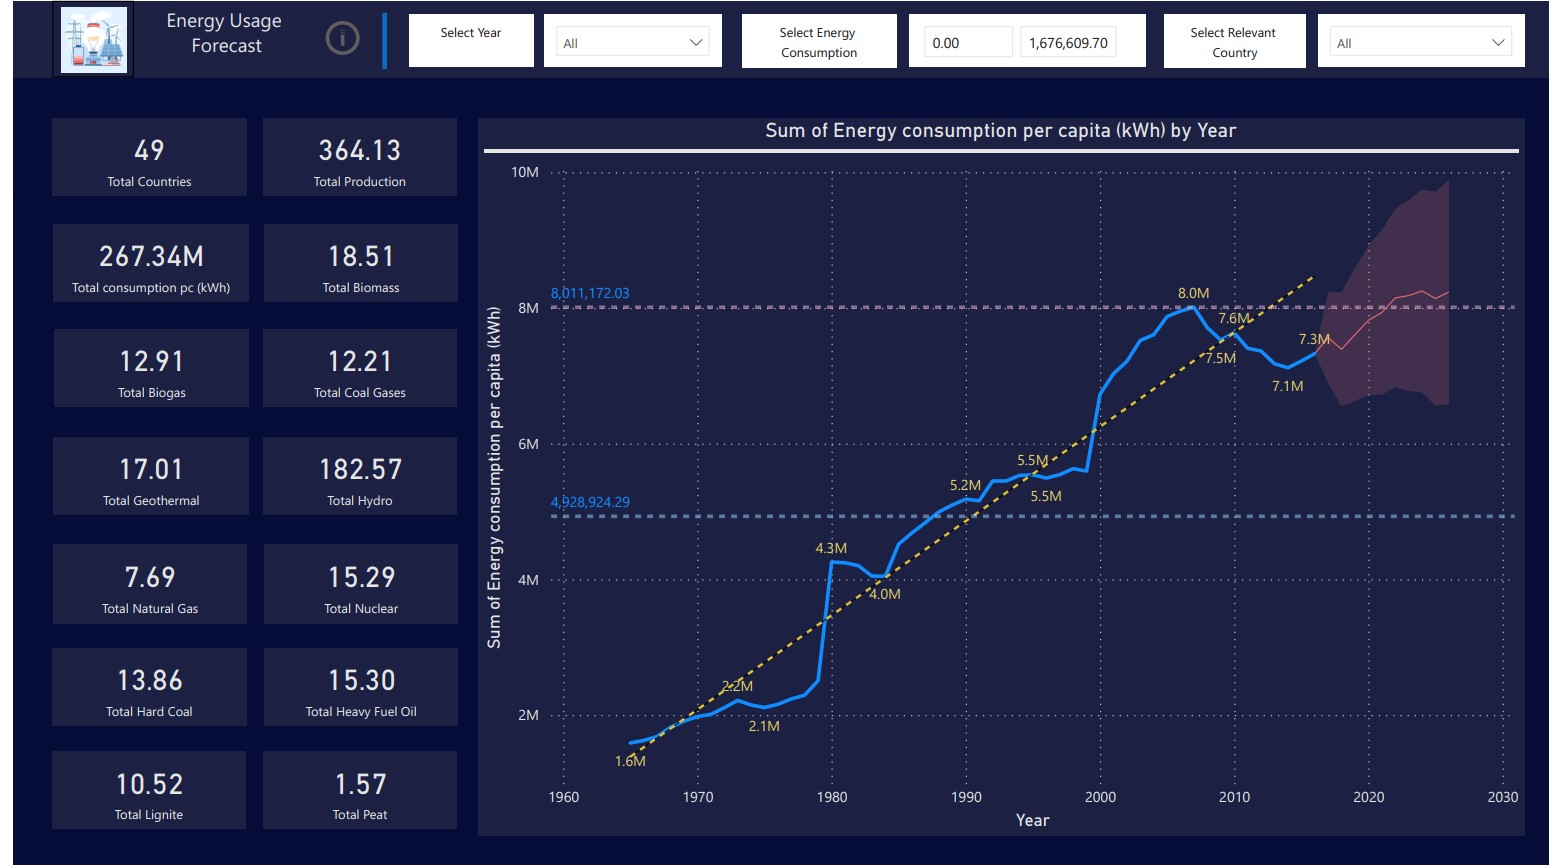 Energy Usage
Forecast
Select Year
All
Select Energy
Consumption
0.00
1,676,609.70
Select Relevant
Country
All
49
Total Countries
364.13
Total Production
267.34M
Total consumption pc (kWh)
18.51
Total Biomass
12.91
Total Biogas
12.21
Total Coal Gases
17.01
Total Geothermal
182.57
Total Hydro
7.69
Total Natural Gas
15.29
Total Nuclear
13.86
Total Hard Coal
15.30
Total Heavy Fuel Oil
10.52
Total Lignite
1.57
Total Peat
Sum of Energy consumption per capita (kWh) by Year
Sum of Energy consumption per capita (kWh)
10M
8M
6M
4M
2M
8,011,172.03
4,928,924.29
1.6M
2.2M
2.1M
4.3M
4.0M
5.2M
5.5M
5.5M
8.0M
7.6M
7.5M
7.1M
7.3M
1960
1970
1980
1990
2000
2010
2020
2030
Year